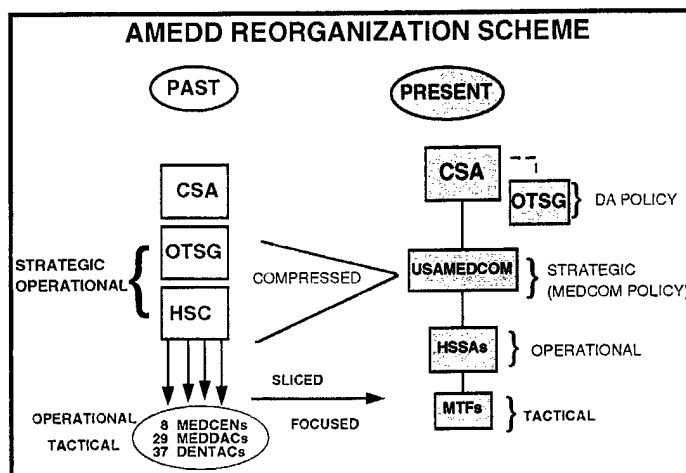 AMEDD REORGANIZATION SCHEME
PAST
PRESENT
CSA
OTSG
HSC
STRATEGIC
OPERATIONAL
COMPRESSED
OPERATIONAL
TACTICAL
8 MEDCENs
29 MEDDACs
37 DENTACs
SLICED
FOCUSED
CSA
OTSG
DA POLICY
USAMEDCOM
STRATEGIC
(MEDCOM POLICY)
HSSAs
OPERATIONAL
MTFs
TACTICAL